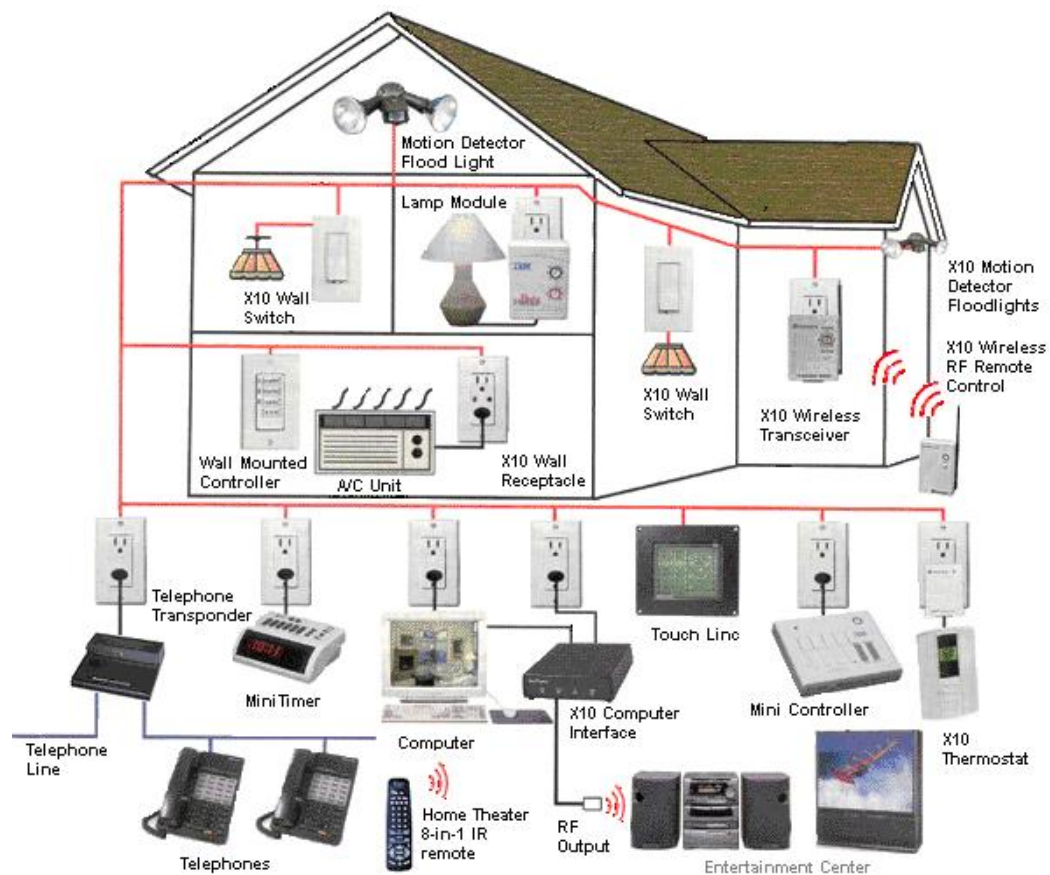 Motion Detector
Flood Light
Lamp Module
X10 Wall
Switch
X10 Motion
Detector
Floodlights
X10 Wall
Switch
X10 Wireless
Transceiver
X10 Wireless
RF Remote
Control
Wall Mounted
Controller
A/C Unit
X10 Wall
Receptacle
Telephone
Transponder
Mini Timer
Touch Linc
Computer
X10 Computer
Interface
Mini Controller
X10
Thermostat
Telephone
Line
Telephones
Home Theater
8-in-1 IR
remote
RF
Output
Entertainment Center